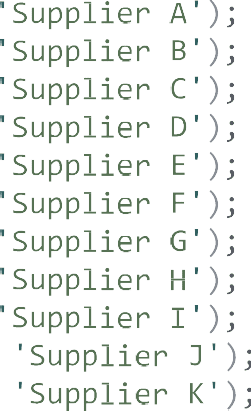 'Supplier A');
'Supplier B');
'Supplier C');
'Supplier D');
'Supplier E');
'Supplier F');
'Supplier G');
'Supplier H');
'Supplier I');
'Supplier J');
'Supplier K');